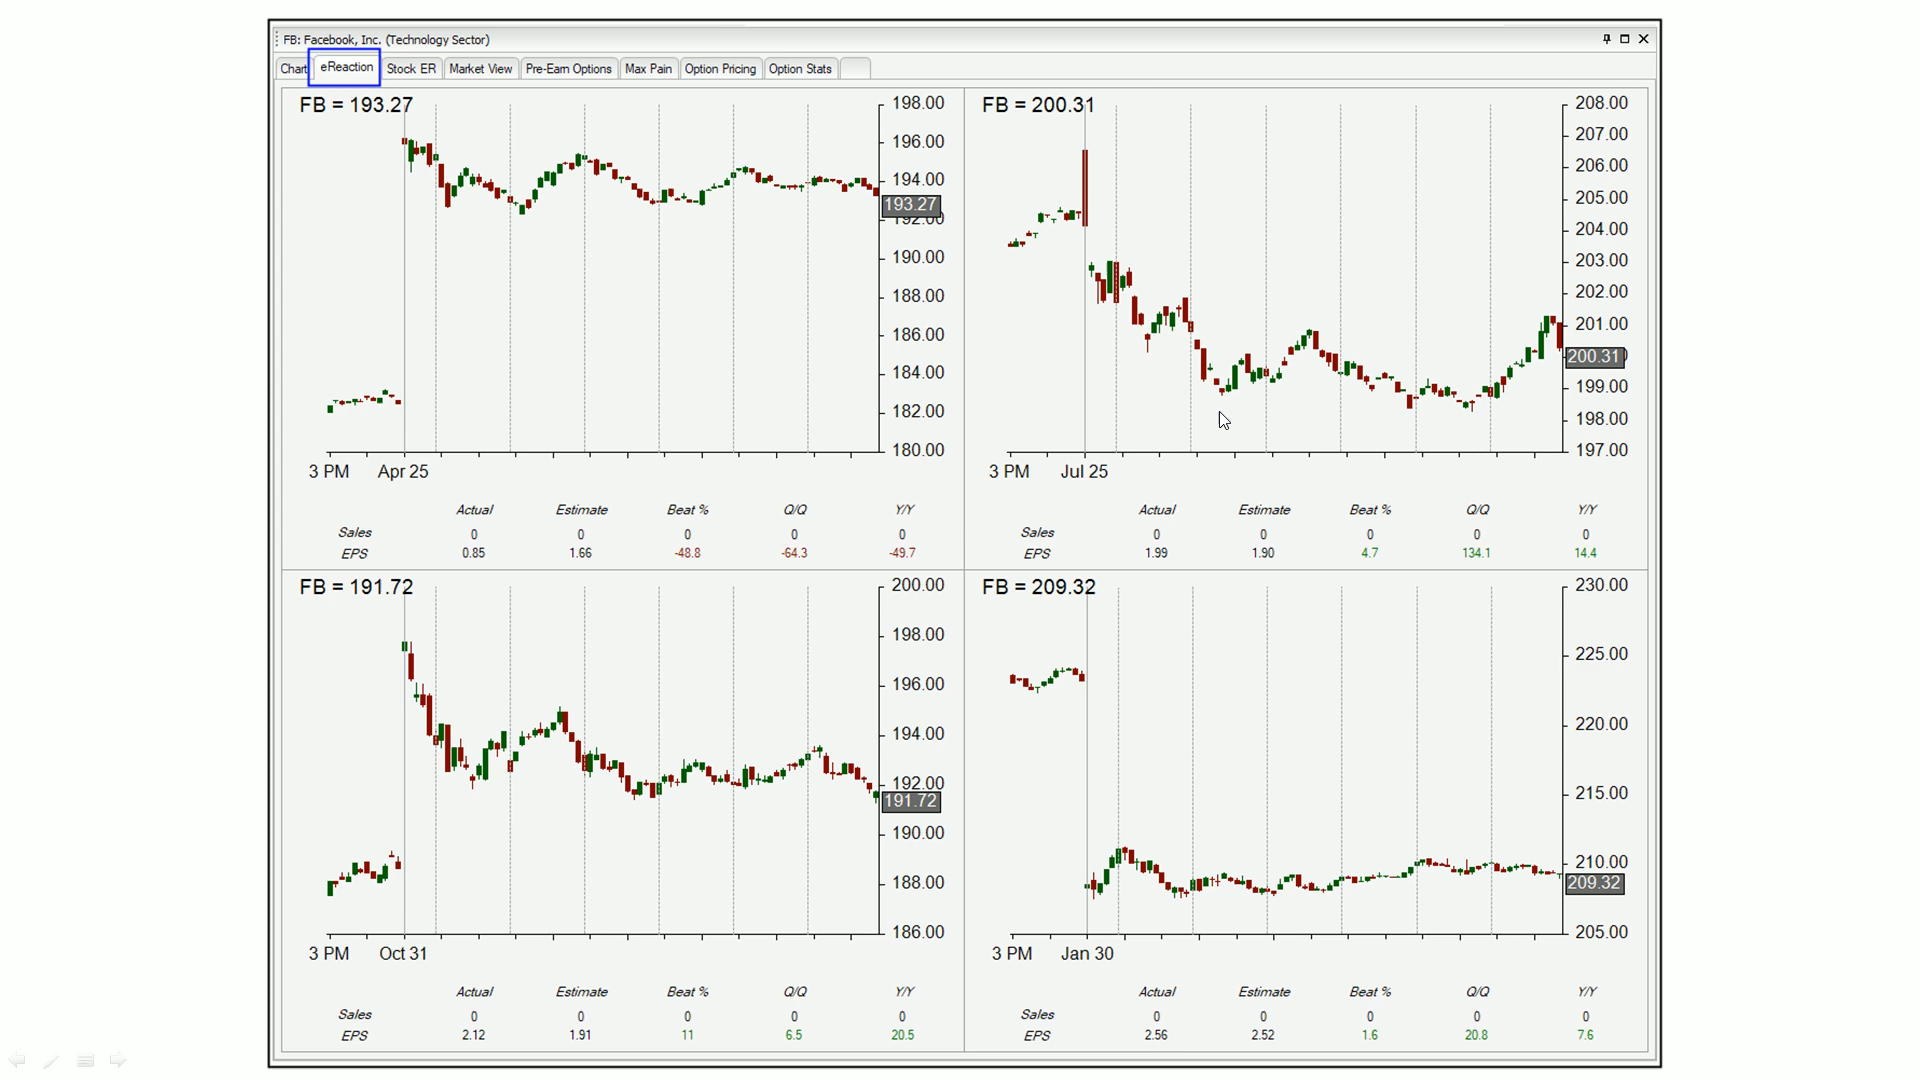 FB: Facebook, Inc. (Technology Sector)
Chart eReaction Stock ER Market View Pre-Earn Options Max Pain Option Pricing Option Stats
FB = 193.27
198.00
196.00
194.00
193.27
192.00
190.00
188.00
186.00
184.00
182.00
180.00
3 PM Apr 25
Actual Estimate Beat % Q/Q Y/Y
Sales 0 0 0 0 0
EPS 0.85 1.66 -48.8 -64.3 -49.7
FB = 200.31
208.00
207.00
206.00
205.00
204.00
203.00
202.00
201.00
200.31
199.00
198.00
197.00
3 PM Jul 25
Actual Estimate Beat % Q/Q Y/Y
Sales 0 0 0 0 0
EPS 1.99 1.90 4.7 134.1 14.4
FB = 191.72
200.00
198.00
196.00
194.00
192.00
191.72
190.00
188.00
186.00
3 PM Oct 31
Actual Estimate Beat % Q/Q Y/Y
Sales 0 0 0 0 0
EPS 2.12 1.91 11 6.5 20.5
FB = 209.32
230.00
225.00
220.00
215.00
210.00
209.32
205.00
3 PM Jan 30
Actual Estimate Beat % Q/Q Y/Y
Sales 0 0 0 0 0
EPS 2.56 2.52 1.6 20.8 7.6